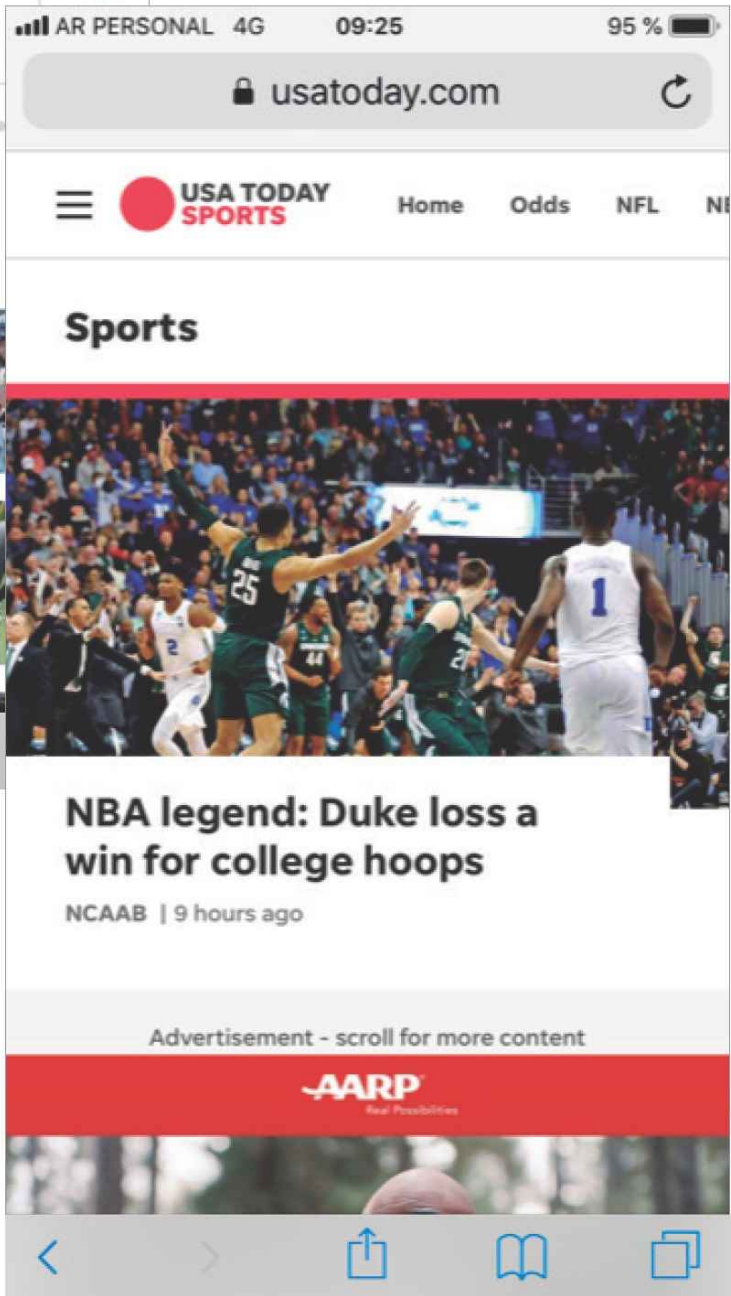 AR PERSONAL 4G 09:25 95 %
usatoday.com
USA TODAY
SPORTS
Home Odds NFL
Sports
25
2
44
1
NBA legend: Duke loss a
win for college hoops
NCAAB | 9 hours ago
Advertisement - scroll for more content
AARP
Real Possibilities